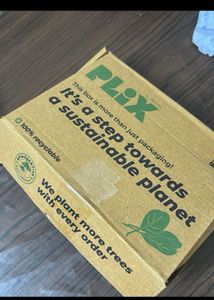 PLIX
This box is more than just packaging!
It's a step towards
a sustainable planet
100% recyclable
We plant more trees
with every order